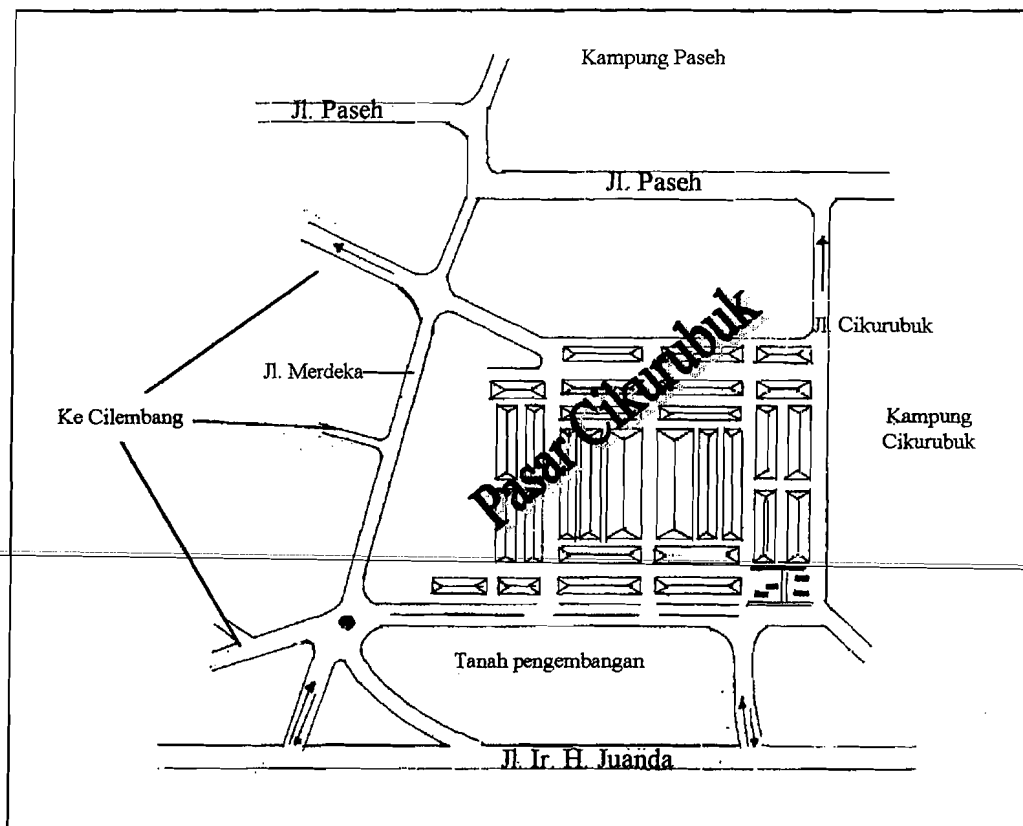 Kampung Paseh
Jl. Paseh
Jl. Paseh
Jl. Cikurubuk
Pasar Cikurubuk
Jl. Merdeka
Ke Cilembang
Kampung
Cikurubuk
Tanah pengembangan
Jl. Ir. H. Juanda